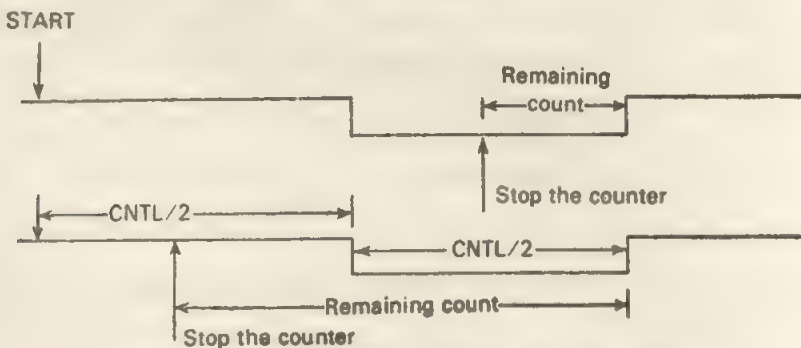 START
Remaining
count
Stop the counter
CNTL/2
CNTL/2
Remaining count
Stop the counter